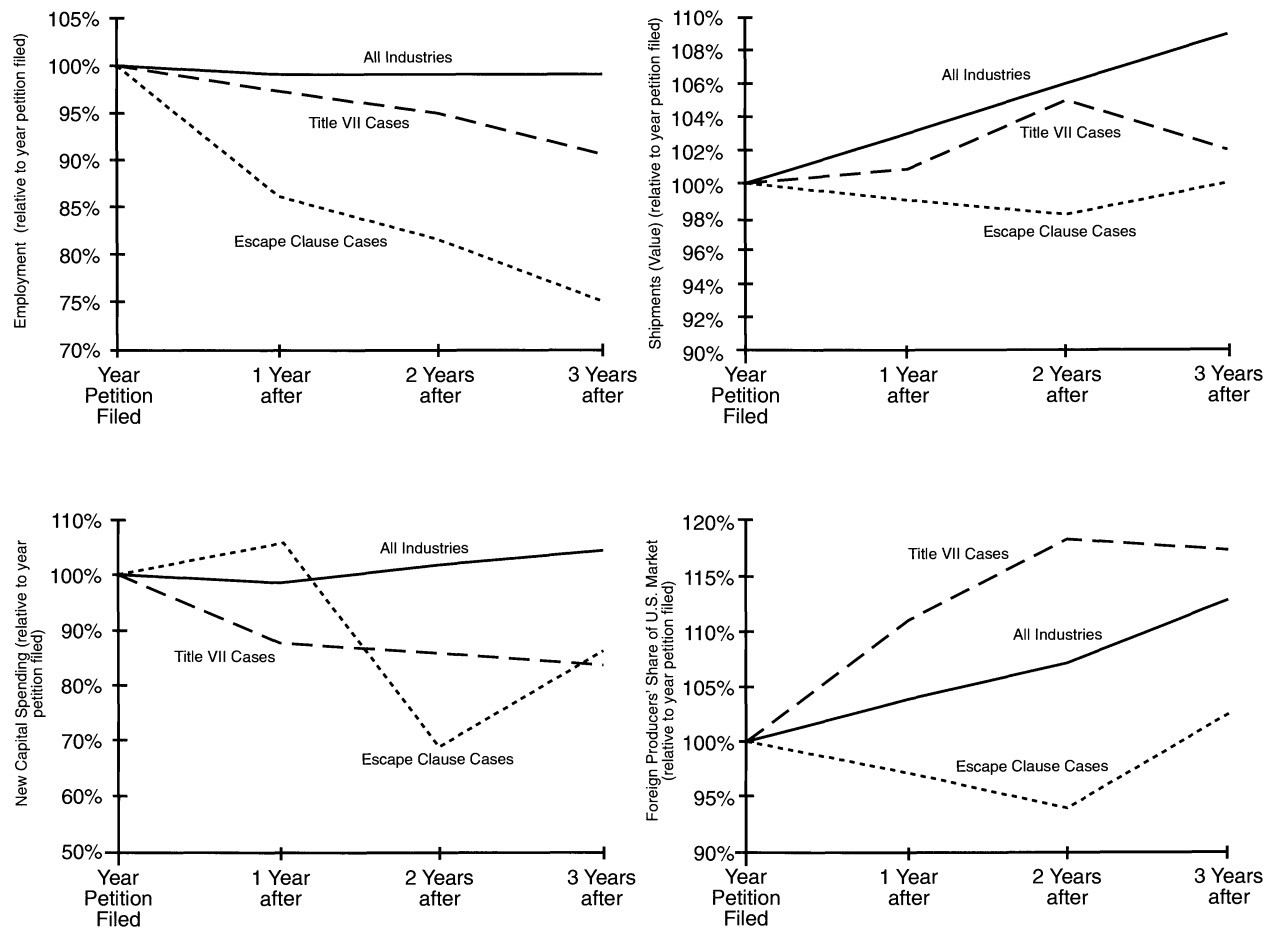 Employment (relative to year petition filed)
105%
100%
95%
90%
85%
80%
75%
70%
All Industries
Title VII Cases
Escape Clause Cases
Year
Petition
Filed
1 Year
after
2 Years
after
3 Years
after
Shipments (Value) (relative to year petition filed)
110%
108%
106%
104%
102%
100%
98%
96%
94%
92%
90%
All Industries
Title VII Cases
Escape Clause Cases
Year
Petition
Filed
1 Year
after
2 Years
after
3 Years
after
New Capital Spending (relative to year
petition filed)
110%
100%
90%
80%
70%
60%
50%
All Industries
Title VII Cases
Escape Clause Cases
Year
Petition
Filed
1 Year
after
2 Years
after
3 Years
after
Foreign Producers' Share of U.S. Market
(relative to year petition filed)
120%
115%
110%
105%
100%
95%
90%
Title VII Cases
All Industries
Escape Clause Cases
Year
Petition
Filed
1 Year
after
2 Years
after
3 Years
after